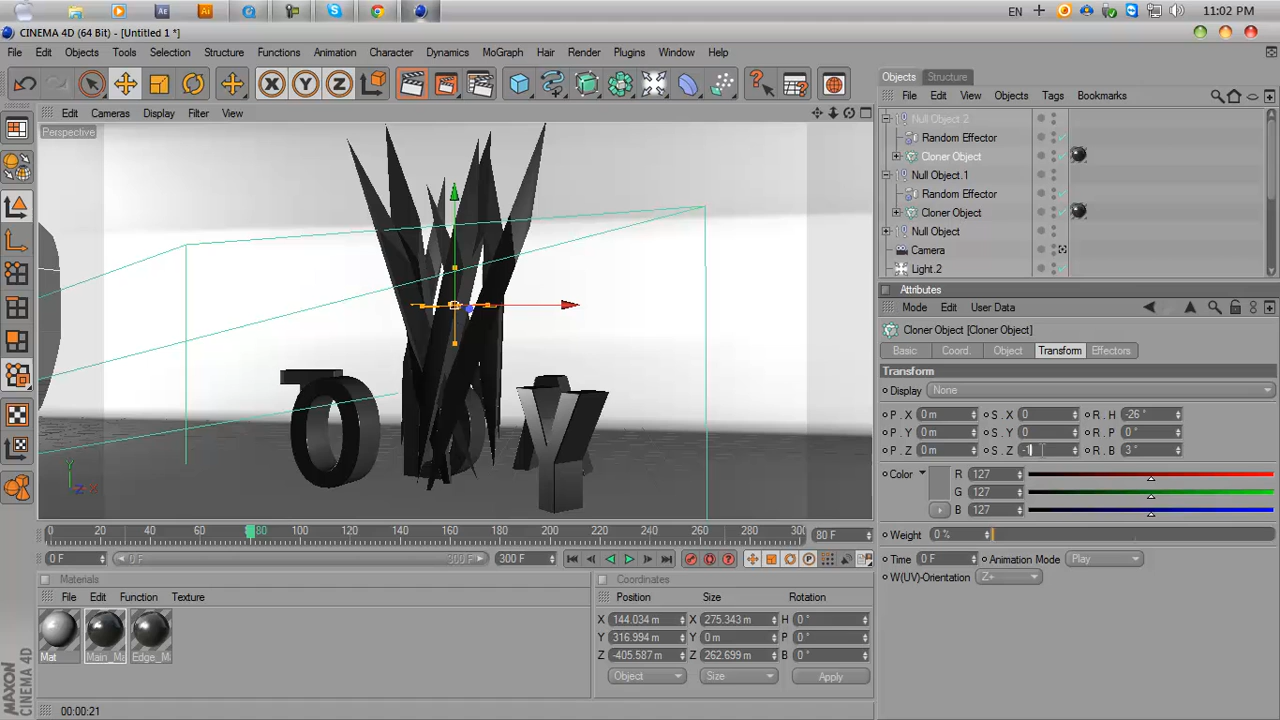 Ae Ai S EN 11:02 PM
CINEMA 4D (64 Bit) - [Untitled 1 *]
File Edit Objects Tools Selection Structure Functions Animation Character Dynamics MoGraph Hair Render Plugins Window Help
X Y Z
Objects Structure
File Edit View Objects Tags Bookmarks
Edit Cameras Display Filter View
Perspective
Null Object.2
Random Effector
Cloner Object
Null Object.1
Random Effector
Cloner Object
Null Object
Camera
Light.2
Attributes
Mode Edit User Data
Cloner Object [Cloner Object]
Basic Coord. Object Transform Effectors
Transform
Display None
P . X 0 m S . X 0 R . H -26 °
P . Y 0 m S . Y 0 R . P 0 °
P . Z 0 m S . Z -1 R . B 3 °
Color R 127
G 127
B 127
Weight 0 %
Time 0 F Animation Mode Play
W(UV)-Orientation Z+
O Y
Y Z X
0 20 40 60 80 100 120 140 160 180 200 220 240 260 280 300 80 F
0 F 0 F 300 F 300 F
Materials
File Edit Function Texture
Mat Main_Ma Edge_M
Coordinates
Position Size Rotation
X 144.034 m X 275.343 m H 0 °
Y 316.994 m Y 0 m P 0 °
Z -405.587 m Z 262.699 m B 0 °
Object Size Apply
MAXON CINEMA 4D
00:00:21